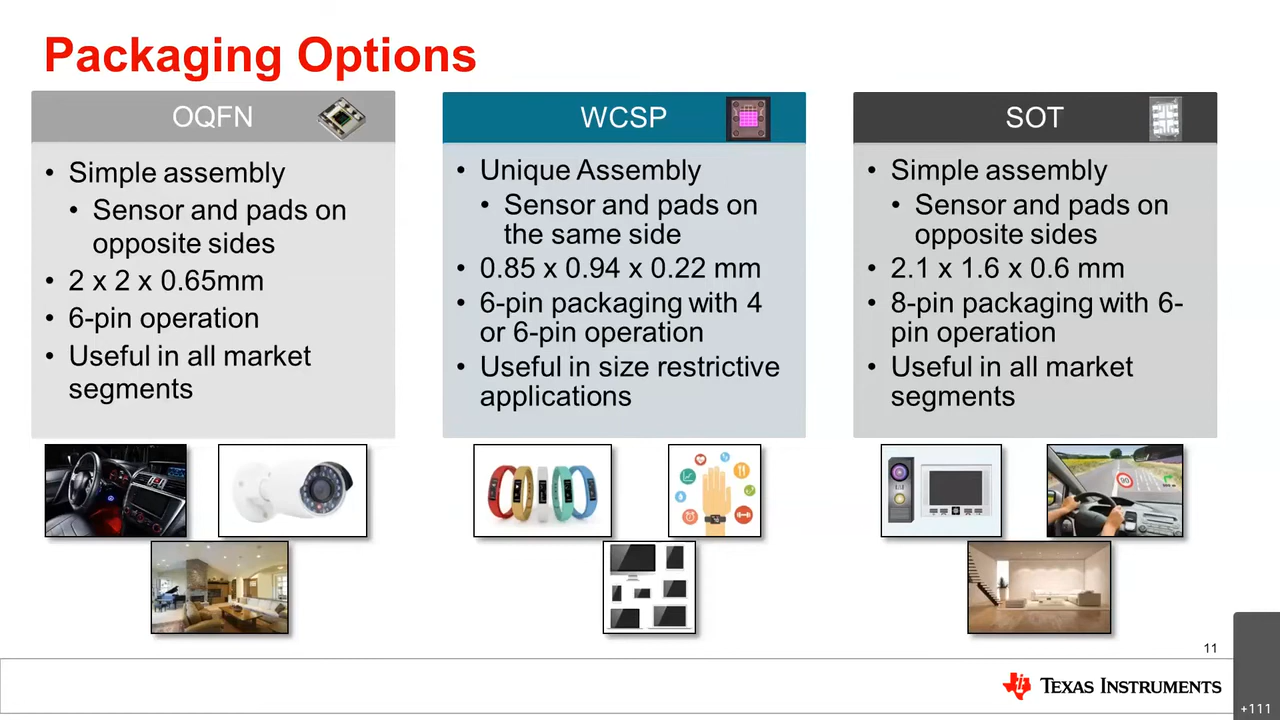 Packaging Options
OQFN
• Simple assembly
• Sensor and pads on
opposite sides
• 2 x 2 x 0.65mm
• 6-pin operation
• Useful in all market
segments
WCSP
• Unique Assembly
• Sensor and pads on
the same side
• 0.85 x 0.94 x 0.22 mm
• 6-pin packaging with 4
or 6-pin operation
• Useful in size restrictive
applications
SOT
• Simple assembly
• Sensor and pads on
opposite sides
• 2.1 x 1.6 x 0.6 mm
• 8-pin packaging with 6-
pin operation
• Useful in all market
segments
90
11
TEXAS INSTRUMENTS
+111